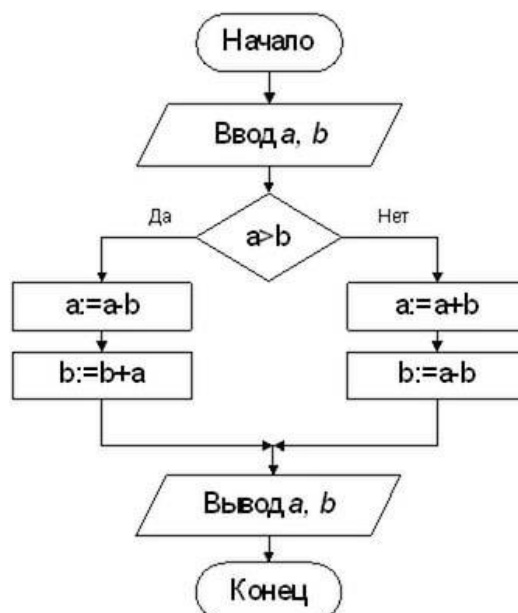 Начало
Ввод a, b
Да
a>b
Нет
a:=a-b
a:=a+b
b:=b+a
b:=a-b
Вывод a, b
Конец